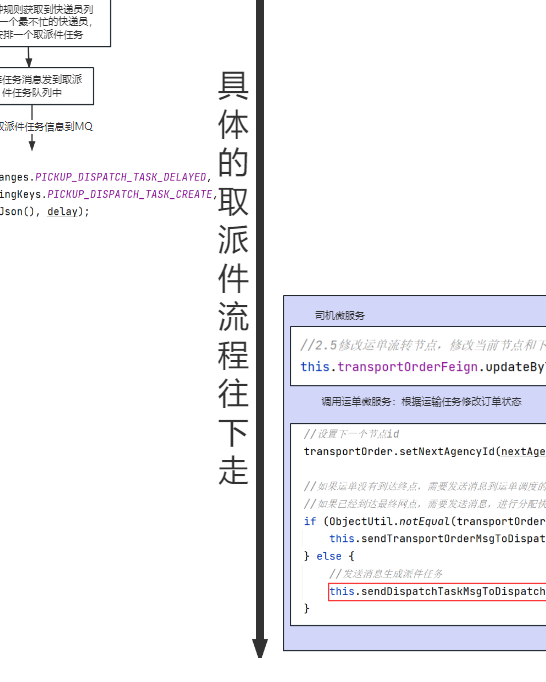 种规则获取到快递员列
一个最不忙的快递员，
安排一个取派件任务
任务消息发到取派
件任务队列中
取派件任务信息到MQ
anges.PICKUP_DISPATCH_TASK_DELAYED,
ingKeys.PICKUP_DISPATCH_TASK_CREATE,
Json(), delay);
具体的取派件流程往下走
司机微服务
//2.5修改运单流转节点，修改当前节点和下
this.transportOrderFeign.updateBy
调用运单微服务：根据运输任务修改订单状态
//设置下一个节点id
transportOrder.setNextAgencyId(nextAge
//如果运单没有到达终点，需要发送消息到运单调度的
//如果已经到达最终网点，需要发送消息，进行分配快
if (ObjectUtil.notEqual(transportOrder
this.sendTransportOrderMsgToDispat
} else {
//发送消息生成派件任务
this.sendDispatchTaskMsgToDispatch
}